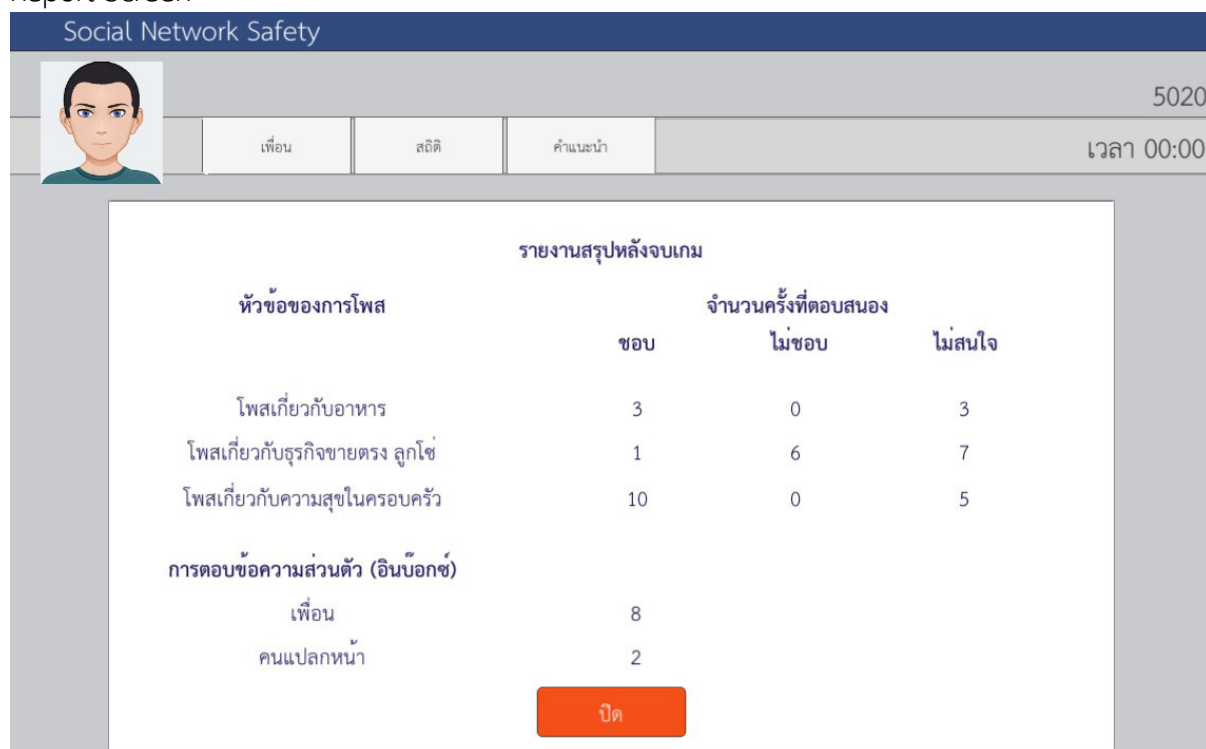 Report Screen
Social Network Safety
5020
เพื่อน สถิติ คำแนะนำ เวลา 00:00
รายงานสรุปหลังจบเกม
หัวข้อของการโพส จำนวนครั้งที่ตอบสนอง
ชอบ ไม่ชอบ ไม่สนใจ
โพสเกี่ยวกับอาหาร 3 0 3
โพสเกี่ยวกับธุรกิจขายตรง ลูกโซ่ 1 6 7
โพสเกี่ยวกับความสุขในครอบครัว 10 0 5
การตอบข้อความส่วนตัว (อินบ๊อกซ์)
เพื่อน 8
คนแปลกหน้า 2
ปิด